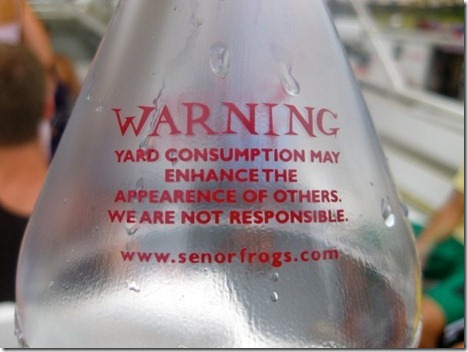 WARNING
YARD CONSUMPTION MAY
ENHANCE THE
APPEARENCE OF OTHERS.
WE ARE NOT RESPONSIBLE.
www.senorfrogs.com